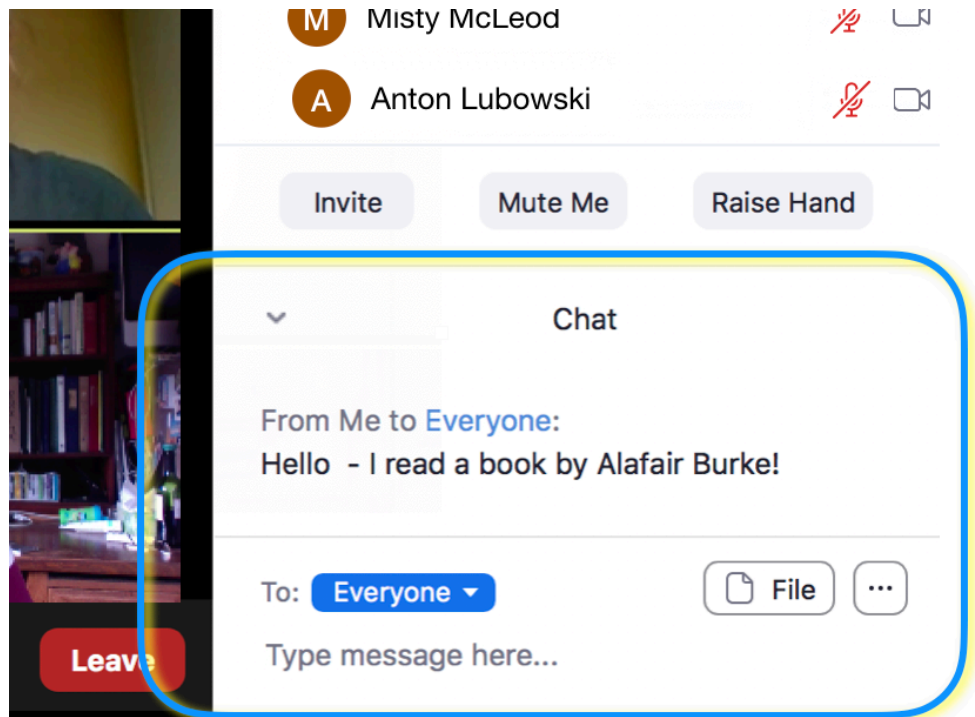 M Misty McLeod
A Anton Lubowski
Invite Mute Me Raise Hand
Chat
From Me to Everyone:
Hello - I read a book by Alafair Burke!
To: Everyone File ...
Leave Type message here...